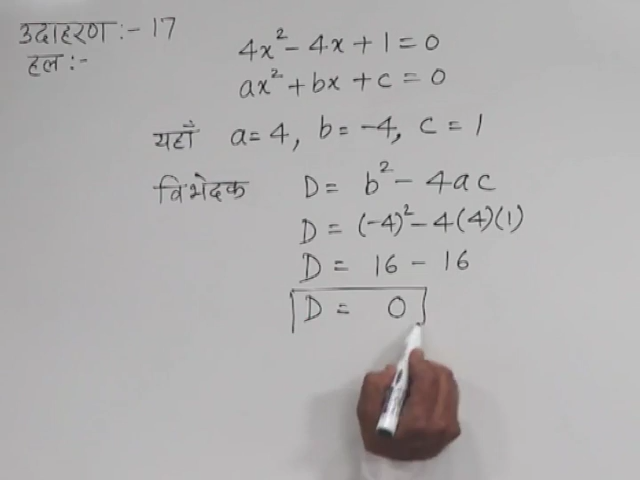 उदाहरण :- 17
हल :-
4x² - 4x + 1 = 0
ax² + bx + c = 0
यहाँ a = 4, b = -4, c = 1
विभेदक D = b² - 4ac
D = (-4)² - 4(4)(1)
D = 16 - 16
D = 0